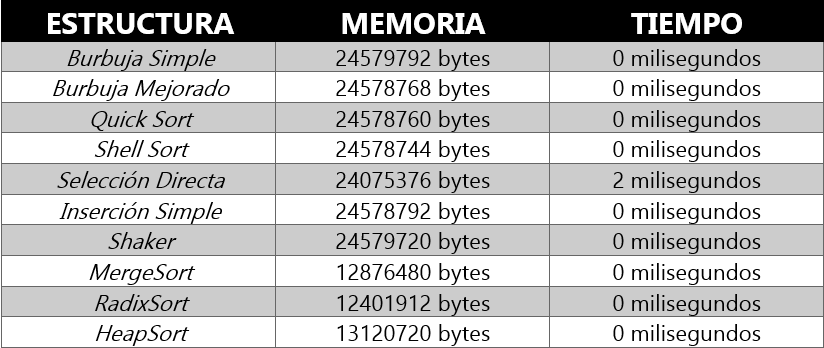 ESTRUCTURA MEMORIA TIEMPO
Burbuja Simple 24579792 bytes 0 milisegundos
Burbuja Mejorado 24578768 bytes 0 milisegundos
Quick Sort 24578760 bytes 0 milisegundos
Shell Sort 24578744 bytes 0 milisegundos
Selección Directa 24075376 bytes 2 milisegundos
Inserción Simple 24578792 bytes 0 milisegundos
Shaker 24579720 bytes 0 milisegundos
MergeSort 12876480 bytes 0 milisegundos
RadixSort 12401912 bytes 0 milisegundos
HeapSort 13120720 bytes 0 milisegundos